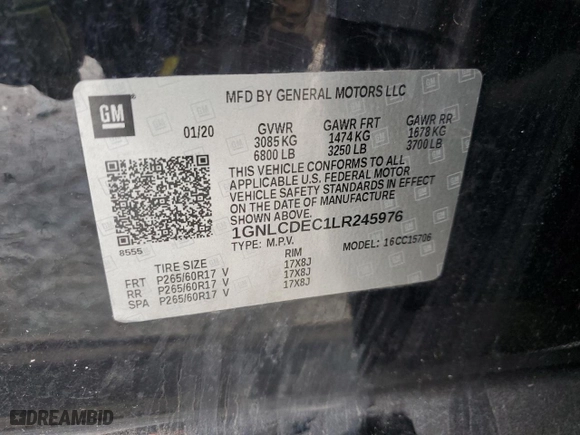 GM
MFD BY GENERAL MOTORS LLC
01/20
GVWR GAWR FRT GAWR RR
3085 KG 1474 KG 1678 KG
6800 LB 3250 LB 3700 LB
THIS VEHICLE CONFORMS TO ALL
APPLICABLE U.S. FEDERAL MOTOR
VEHICLE SAFETY STANDARDS IN EFFECT
ON THE DATE OF MANUFACTURE
SHOWN ABOVE.
1GNLCDEC1LR245976
TYPE: M.P.V. MODEL: 16CC15706
8555
TIRE SIZE RIM
FRT P265/60R17 V 17X8J
RR P265/60R17 V 17X8J
SPA P265/60R17 V 17X8J
DREAMBID